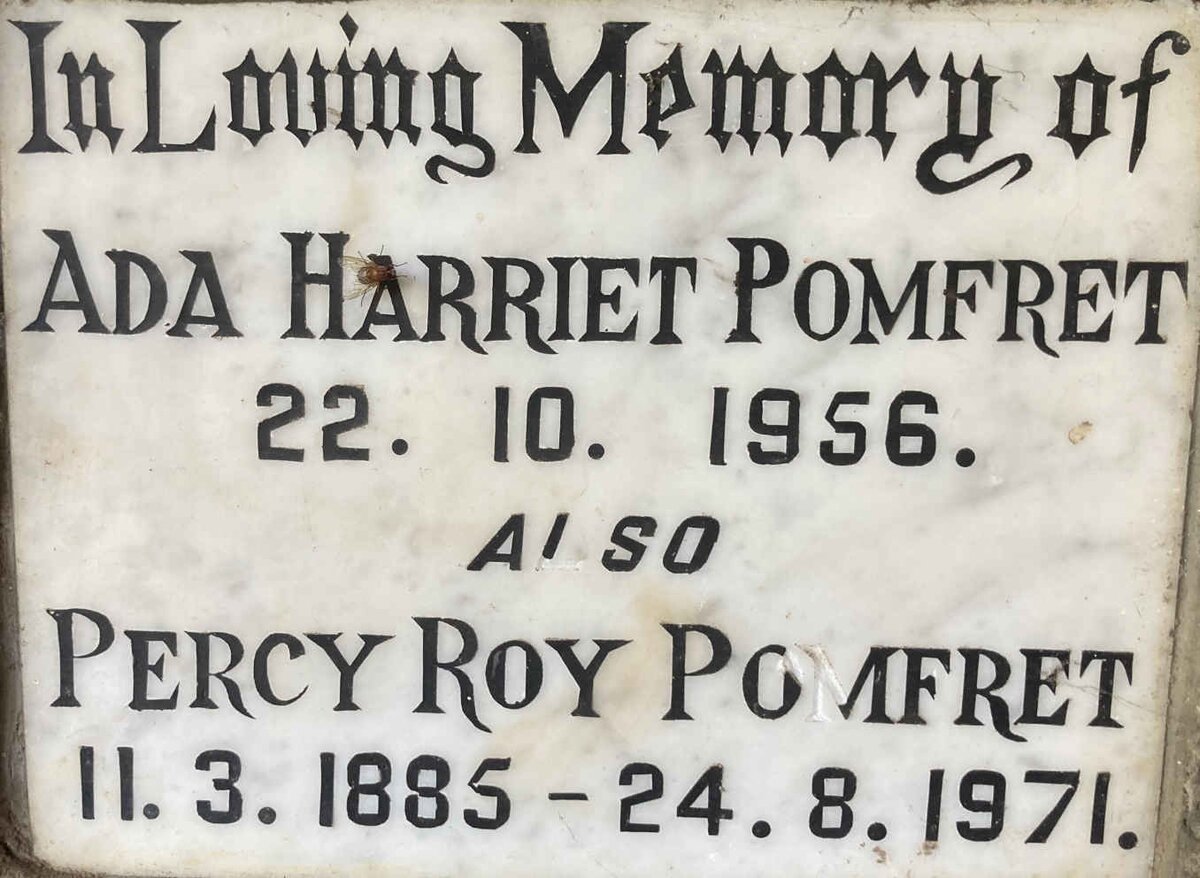 In Loving Memory of
ADA HARRIET POMFRET
22. 10. 1956.
ALSO
PERCY ROY POMFRET
11. 3. 1885 - 24. 8. 1971.